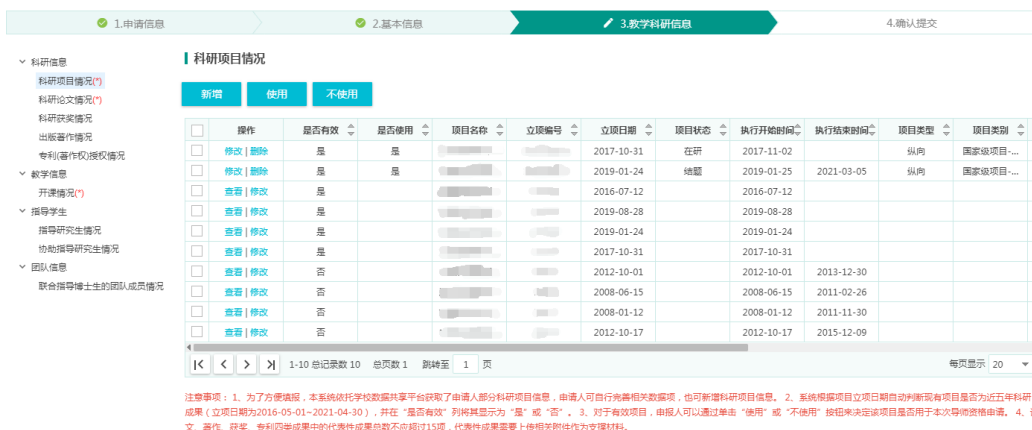 1.申请信息 2.基本信息 3.教学科研信息 4.确认提交
科研信息
科研项目情况(*)
科研论文情况(*)
科研获奖情况
出版著作情况
专利(著作权)授权情况
教学信息
开课情况(*)
指导学生
指导研究生情况
协助指导研究生情况
团队信息
联合指导博士生的团队成员情况
科研项目情况
新增 使用 不使用
操作 是否有效 是否使用 项目名称 立项编号 立项日期 项目状态 执行开始时间 执行结束时间 项目类型 项目类别
修改 | 删除 是 是 2017-10-31 在研 2017-11-02 纵向 国家级项目-...
修改 | 删除 是 是 2019-01-24 结题 2019-01-25 2021-03-05 纵向 国家级项目-...
查看 | 修改 是 2016-07-12 2016-07-12
查看 | 修改 是 2019-08-28 2019-08-28
查看 | 修改 是 2019-01-24 2019-01-24
查看 | 修改 是 2017-10-31 2017-10-31
查看 | 修改 否 2012-10-01 2012-10-01 2013-12-30
查看 | 修改 否 2008-06-15 2008-06-15 2011-02-26
查看 | 修改 否 2008-01-12 2008-01-12 2011-11-30
查看 | 修改 否 2012-10-17 2012-10-17 2015-12-09
1-10 总记录数 10 总页数 1 跳转至 1 页 每页显示 20
注意事项： 1、为了方便填报，本系统依托学校数据共享平台获取了申请人部分科研项目信息，申请人可自行完善相关数据项，也可新增科研项目信息。 2、系统根据项目立项日期自动判断现有项目是否为近五年科研
成果（立项日期为2016-05-01~2021-04-30），并在“是否有效”列将其显示为“是”或“否”。 3、对于有效项目，申报人可以通过单击“使用”或“不使用”按钮来决定该项目是否用于本次导师资格申请。 4、
文、著作、获奖、专利四类成果中的代表性成果总数不应超过15项，代表性成果需要上传相关附件作为支撑材料。